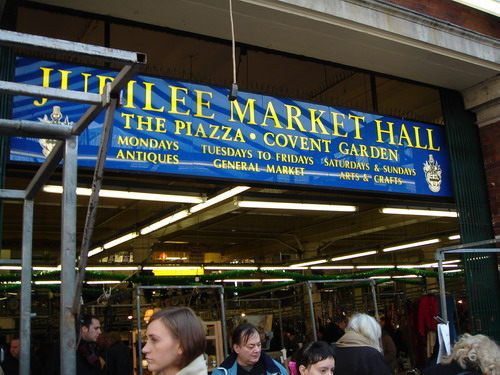 JUBILEE MARKET HALL
THE PIAZZA • COVENT GARDEN
MONDAYS
ANTIQUES
TUESDAYS TO FRIDAYS
GENERAL MARKET
SATURDAYS & SUNDAYS
ARTS & CRAFTS